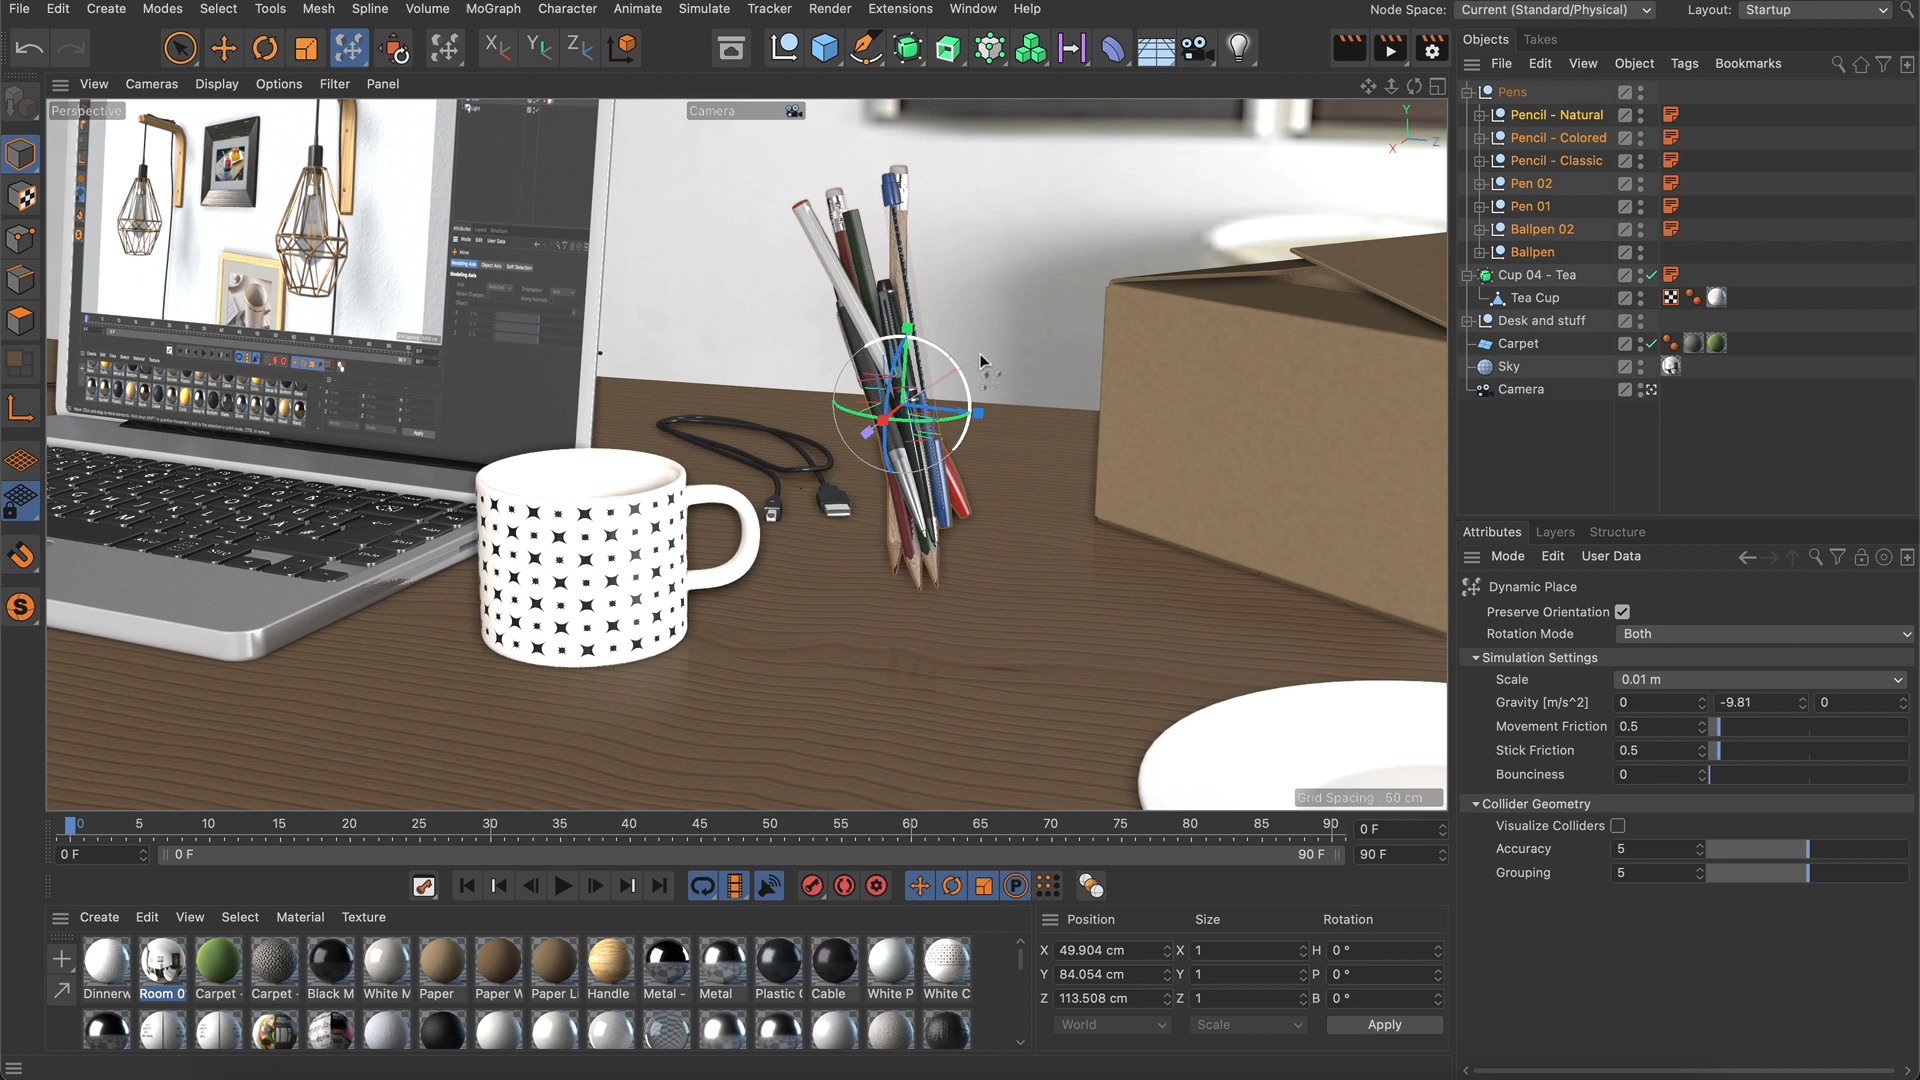 File Edit Create Modes Select Tools Mesh Spline Volume MoGraph Character Animate Simulate Tracker Render Extensions Window Help
Node Space: Current (Standard/Physical) Layout: Startup
X Y Z
Objects Takes
File Edit View Object Tags Bookmarks
View Cameras Display Options Filter Panel
Perspective
Camera
Y
X Z
Pens
Pencil - Natural
Pencil - Colored
Pencil - Classic
Pen 02
Pen 01
Ballpen 02
Ballpen
Cup 04 - Tea
Tea Cup
Desk and stuff
Carpet
Sky
Camera
Grid Spacing : 50 cm
Attributes Layers Structure
Mode Edit User Data
Dynamic Place
Preserve Orientation
Rotation Mode Both
Simulation Settings
Scale 0.01 m
Gravity [m/s^2] 0 -9.81 0
Movement Friction 0.5
Stick Friction 0.5
Bounciness 0
Collider Geometry
Visualize Colliders
Accuracy 5
Grouping 5
0 5 10 15 20 25 30 35 40 45 50 55 60 65 70 75 80 85 90
0 F
0 F 0 F 90 F 90 F
P
Create Edit View Select Material Texture
Dinnerw Room 0 Carpet - Carpet - Black M White M Paper Paper W Paper Li Handle Metal - Metal Plastic ( Cable White P White C
Position Size Rotation
X 49.904 cm X 1 H 0 °
Y 84.054 cm Y 1 P 0 °
Z 113.508 cm Z 1 B 0 °
World Scale Apply